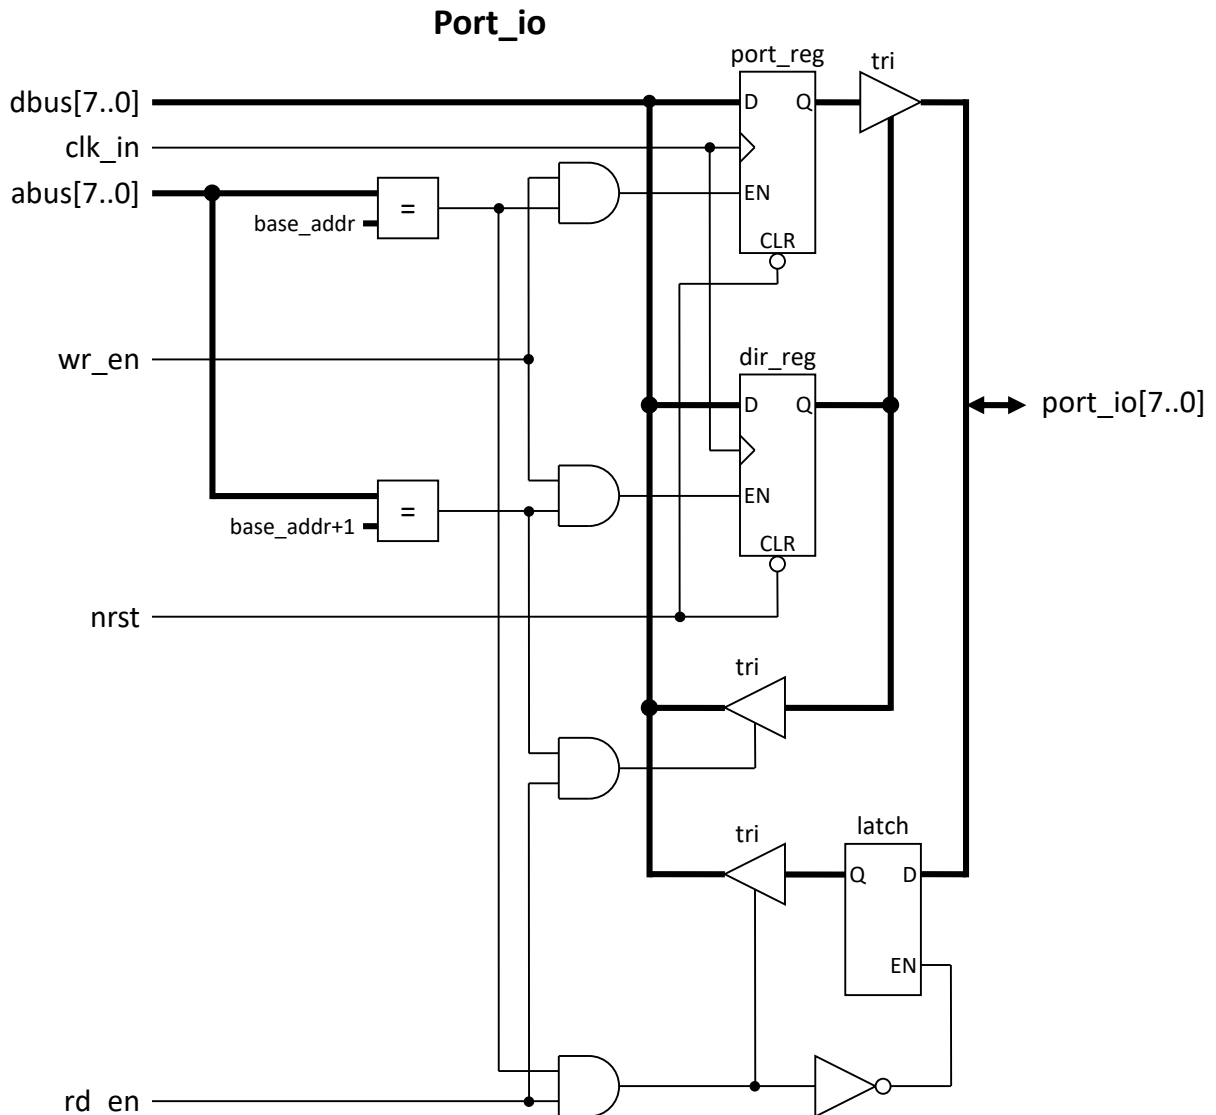 Port_io
port_reg
tri
dbus[7..0]
D
Q
clk_in
abus[7..0]
=
base_addr
EN
CLR
wr_en
dir_reg
D
Q
port_io[7..0]
=
base_addr+1
EN
CLR
nrst
tri
tri
latch
Q
D
EN
rd_en